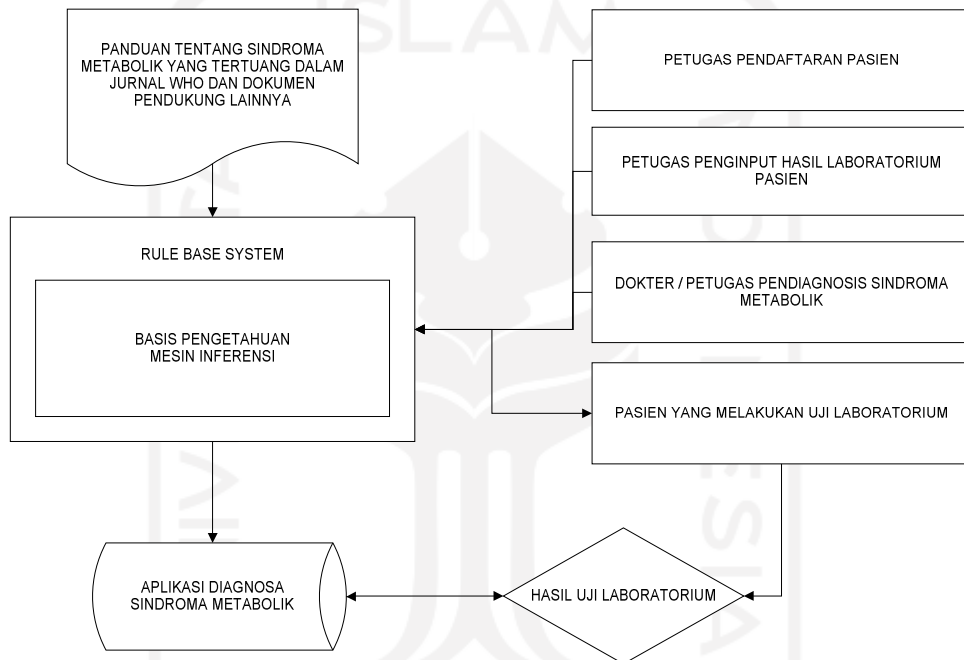 PANDUAN TENTANG SINDROMA
METABOLIK YANG TERTUANG DALAM
JURNAL WHO DAN DOKUMEN
PENDUKUNG LAINNYA
PETUGAS PENDAFTARAN PASIEN
PETUGAS PENGINPUT HASIL LABORATORIUM
PASIEN
RULE BASE SYSTEM
BASIS PENGETAHUAN
MESIN INFERENSI
DOKTER / PETUGAS PENDIAGNOSIS SINDROMA
METABOLIK
PASIEN YANG MELAKUKAN UJI LABORATORIUM
APLIKASI DIAGNOSA
SINDROMA METABOLIK
HASIL UJI LABORATORIUM
ISLAM